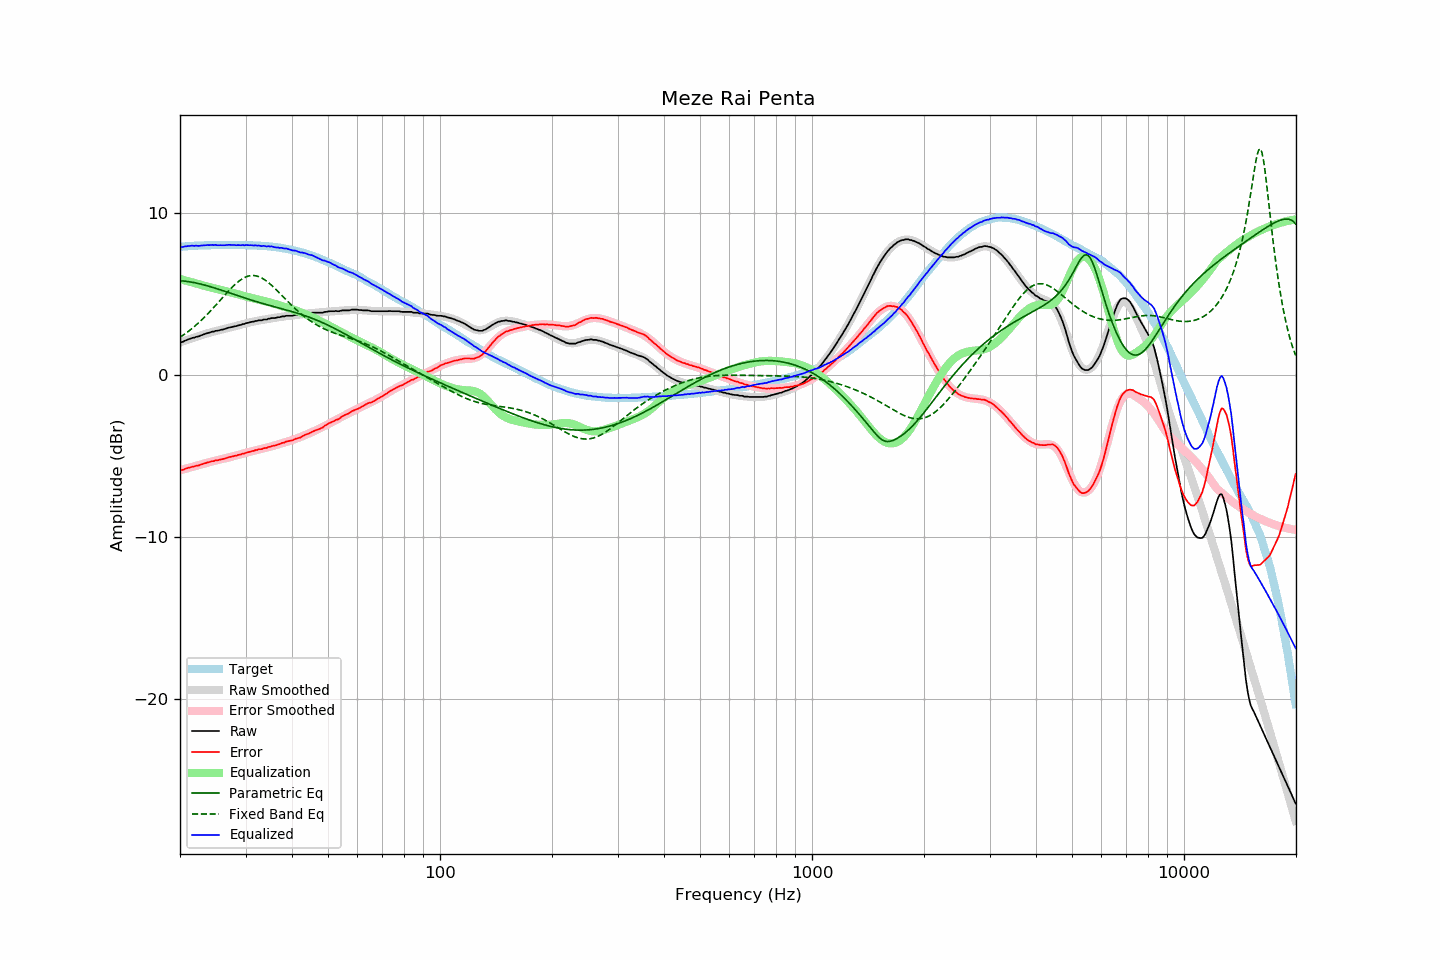 Meze Rai Penta
Amplitude (dBr)
10
0
−10
−20
Target
Raw Smoothed
Error Smoothed
Raw
Error
Equalization
Parametric Eq
Fixed Band Eq
Equalized
100 1000 10000
Frequency (Hz)